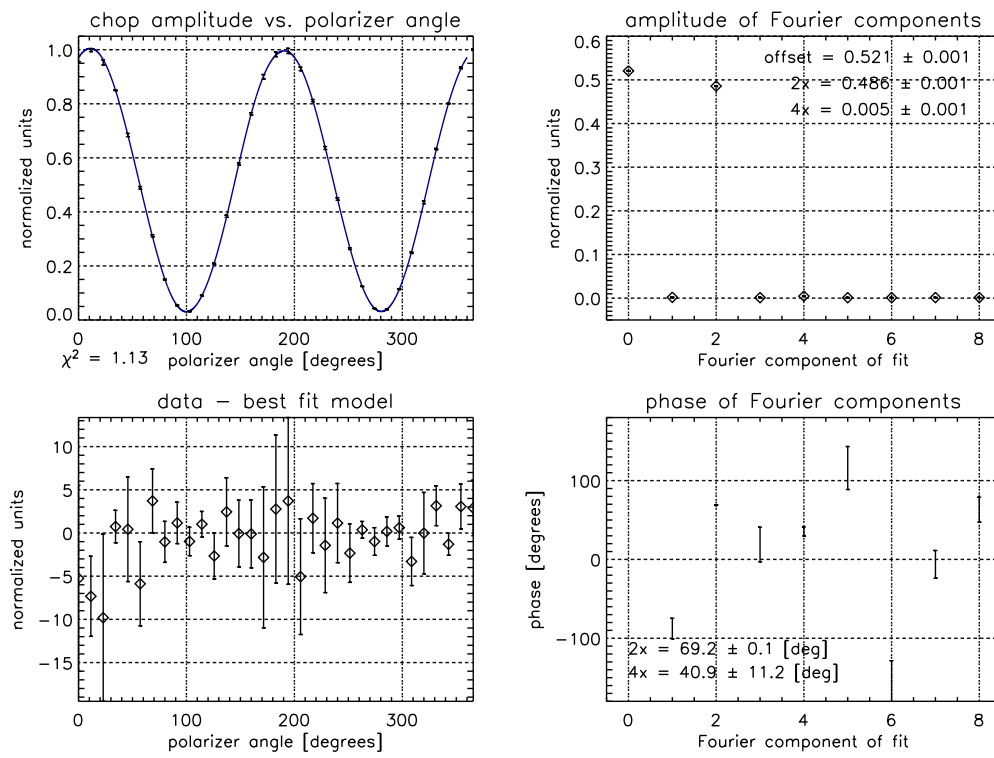 chop amplitude vs. polarizer angle
normalized units
1.0
0.8
0.6
0.4
0.2
0.0
0 100 200 300
χ² = 1.13 polarizer angle [degrees]
amplitude of Fourier components
normalized units
0.6
0.5
0.4
0.3
0.2
0.1
0.0
offset = 0.521 ± 0.001
2x = 0.486 ± 0.001
4x = 0.005 ± 0.001
0 2 4 6 8
Fourier component of fit
data – best fit model
normalized units
10
5
0
−5
−10
−15
0 100 200 300
polarizer angle [degrees]
phase of Fourier components
phase [degrees]
100
0
−100
2x = 69.2 ± 0.1 [deg]
4x = 40.9 ± 11.2 [deg]
0 2 4 6 8
Fourier component of fit